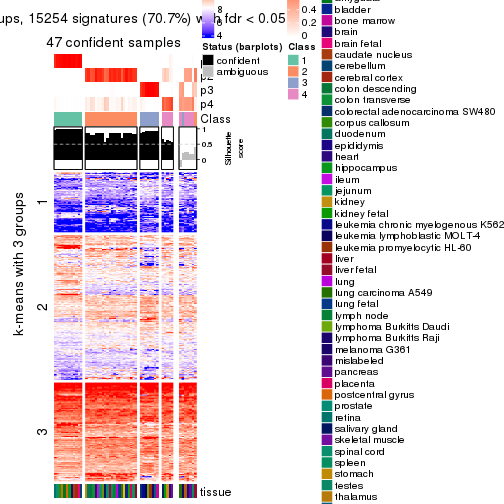 ups, 15254 signatures (70.7%) with fdr < 0.05
47 confident samples
p3
p4
Class
1
0.5
0
Silhouette
score
k-means with 3 groups
1
2
3
tissue
8
6
4
Status (barplots)
confident
ambiguous
0.4
0.2
0
Class
1
2
3
4
bladder
bone marrow
brain
brain fetal
caudate nucleus
cerebellum
cerebral cortex
colon descending
colon transverse
colorectal adenocarcinoma SW480
corpus callosum
duodenum
epididymis
heart
hippocampus
ileum
jejunum
kidney
kidney fetal
leukemia chronic myelogenous K562
leukemia lymphoblastic MOLT-4
leukemia promyelocytic HL-60
liver
liver fetal
lung
lung carcinoma A549
lung fetal
lymph node
lymphoma Burkitts Daudi
lymphoma Burkitts Raji
melanoma G361
mislabeled
pancreas
placenta
postcentral gyrus
prostate
retina
salivary gland
skeletal muscle
spinal cord
spleen
stomach
testes
thalamus